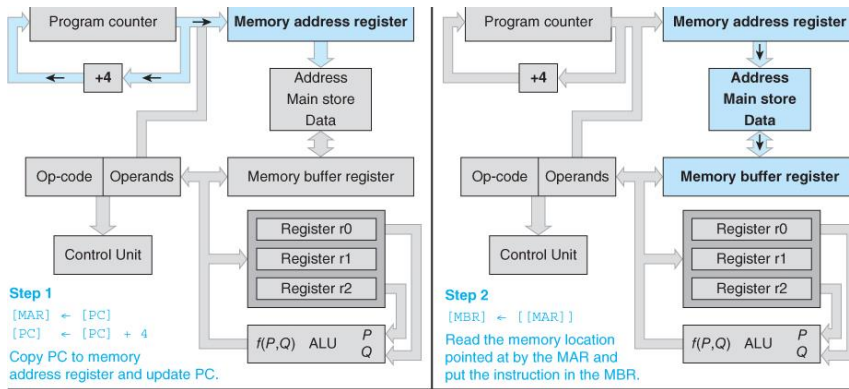 Program counter
Memory address register
+4
Address
Main store
Data
Op-code
Operands
Memory buffer register
Control Unit
Register r0
Register r1
Register r2
f(P,Q) ALU
P
Q
Step 1
[MAR] ← [PC]
[PC] ← [PC] + 4
Copy PC to memory
address register and update PC.
Program counter
Memory address register
+4
Address
Main store
Data
Op-code
Operands
Memory buffer register
Control Unit
Register r0
Register r1
Register r2
f(P,Q) ALU
P
Q
Step 2
[MBR] ← [[MAR]]
Read the memory location
pointed at by the MAR and
put the instruction in the MBR.